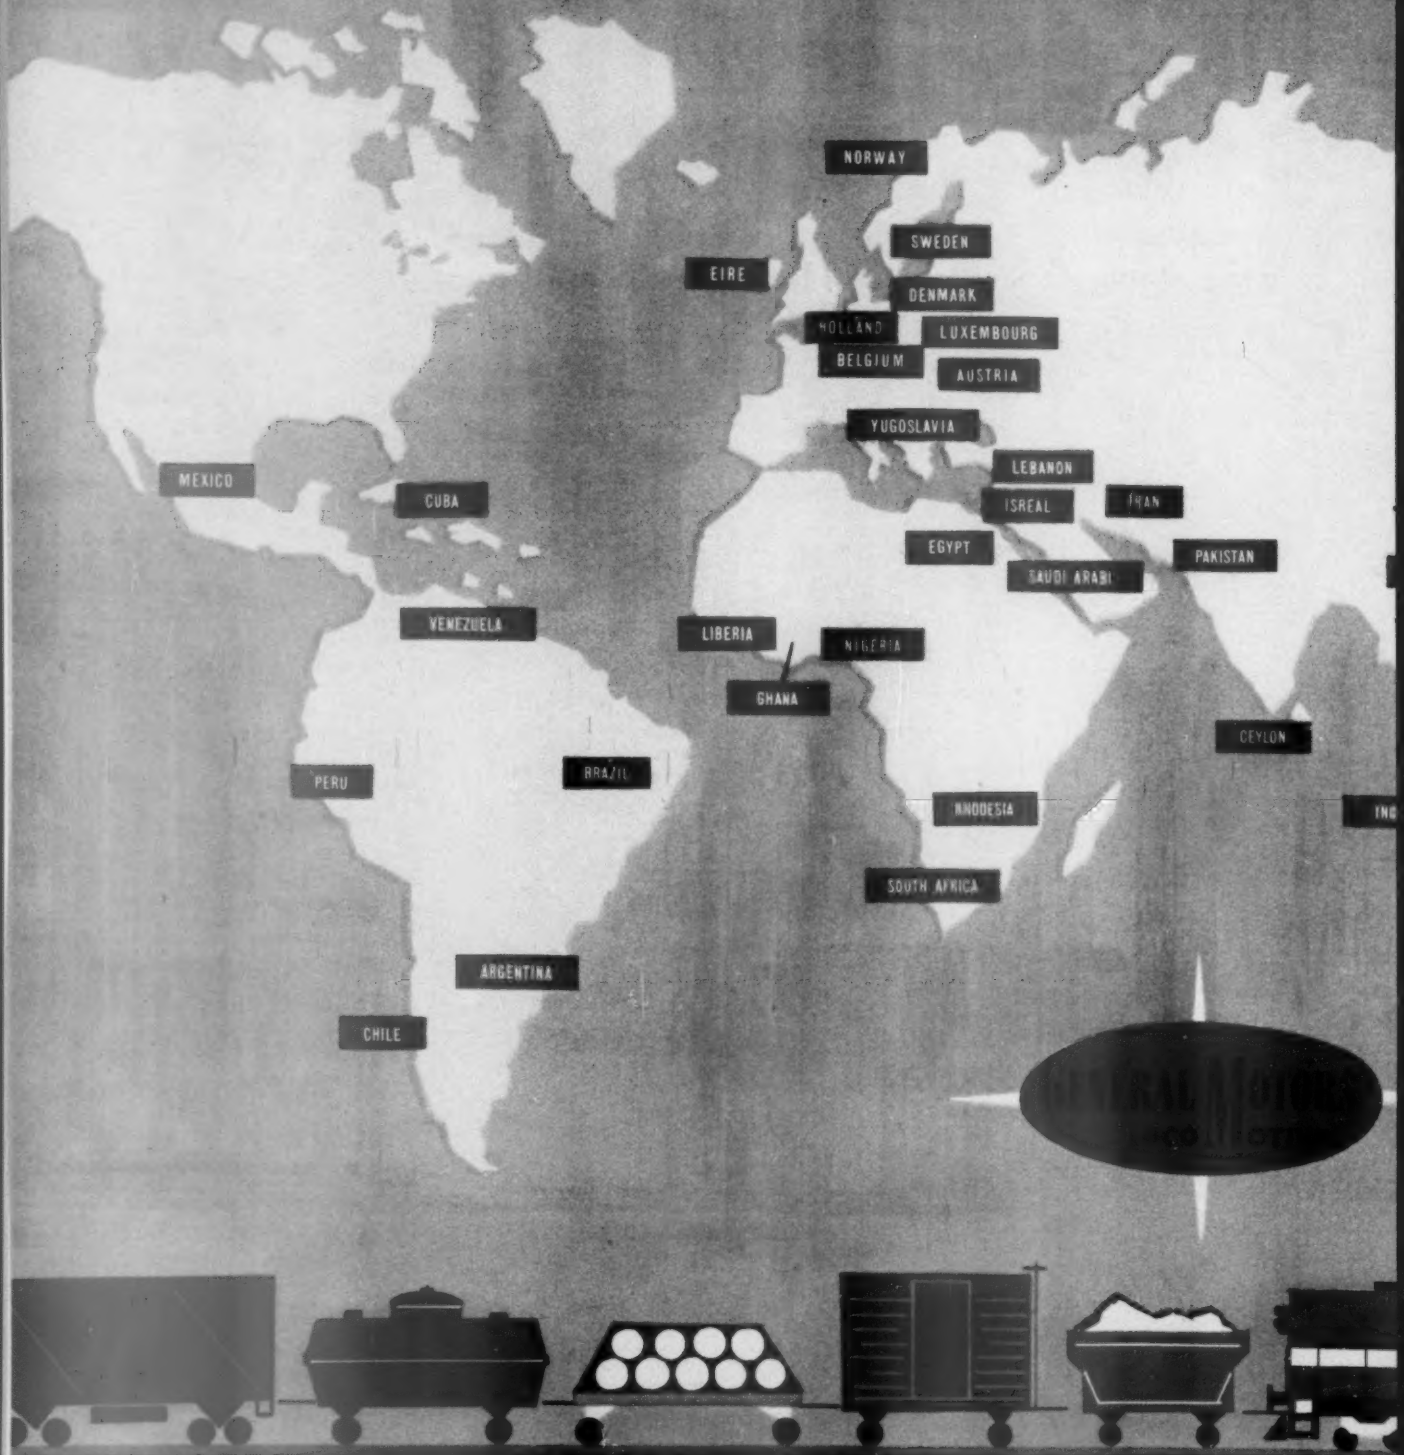 NORWAY
SWEDEN
EIRE
DENMARK
HOLLAND
LUXEMBOURG
BELGIUM
AUSTRIA
YUGOSLAVIA
LEBANON
MEXICO
CUBA
ISREAL
IRAN
EGYPT
PAKISTAN
SAUDI ARABI
VENEZUELA
LIBERIA
NIGERIA
GHANA
CEYLON
PERU
BRAZIL
RHODESIA
IND
SOUTH AFRICA
ARGENTINA
CHILE
GENERAL MOTORS